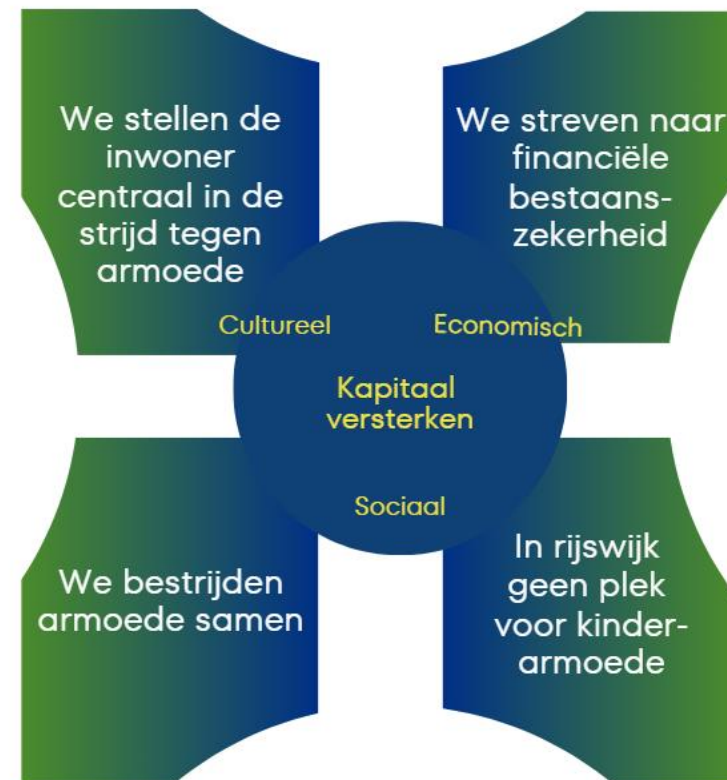 We stellen de
inwoner
centraal in de
strijd tegen
armoede
We streven naar
financiële
bestaans-
zekerheid
Cultureel
Economisch
Kapitaal
versterken
Sociaal
We bestrijden
armoede samen
In rijswijk
geen plek
voor kinder-
armoede